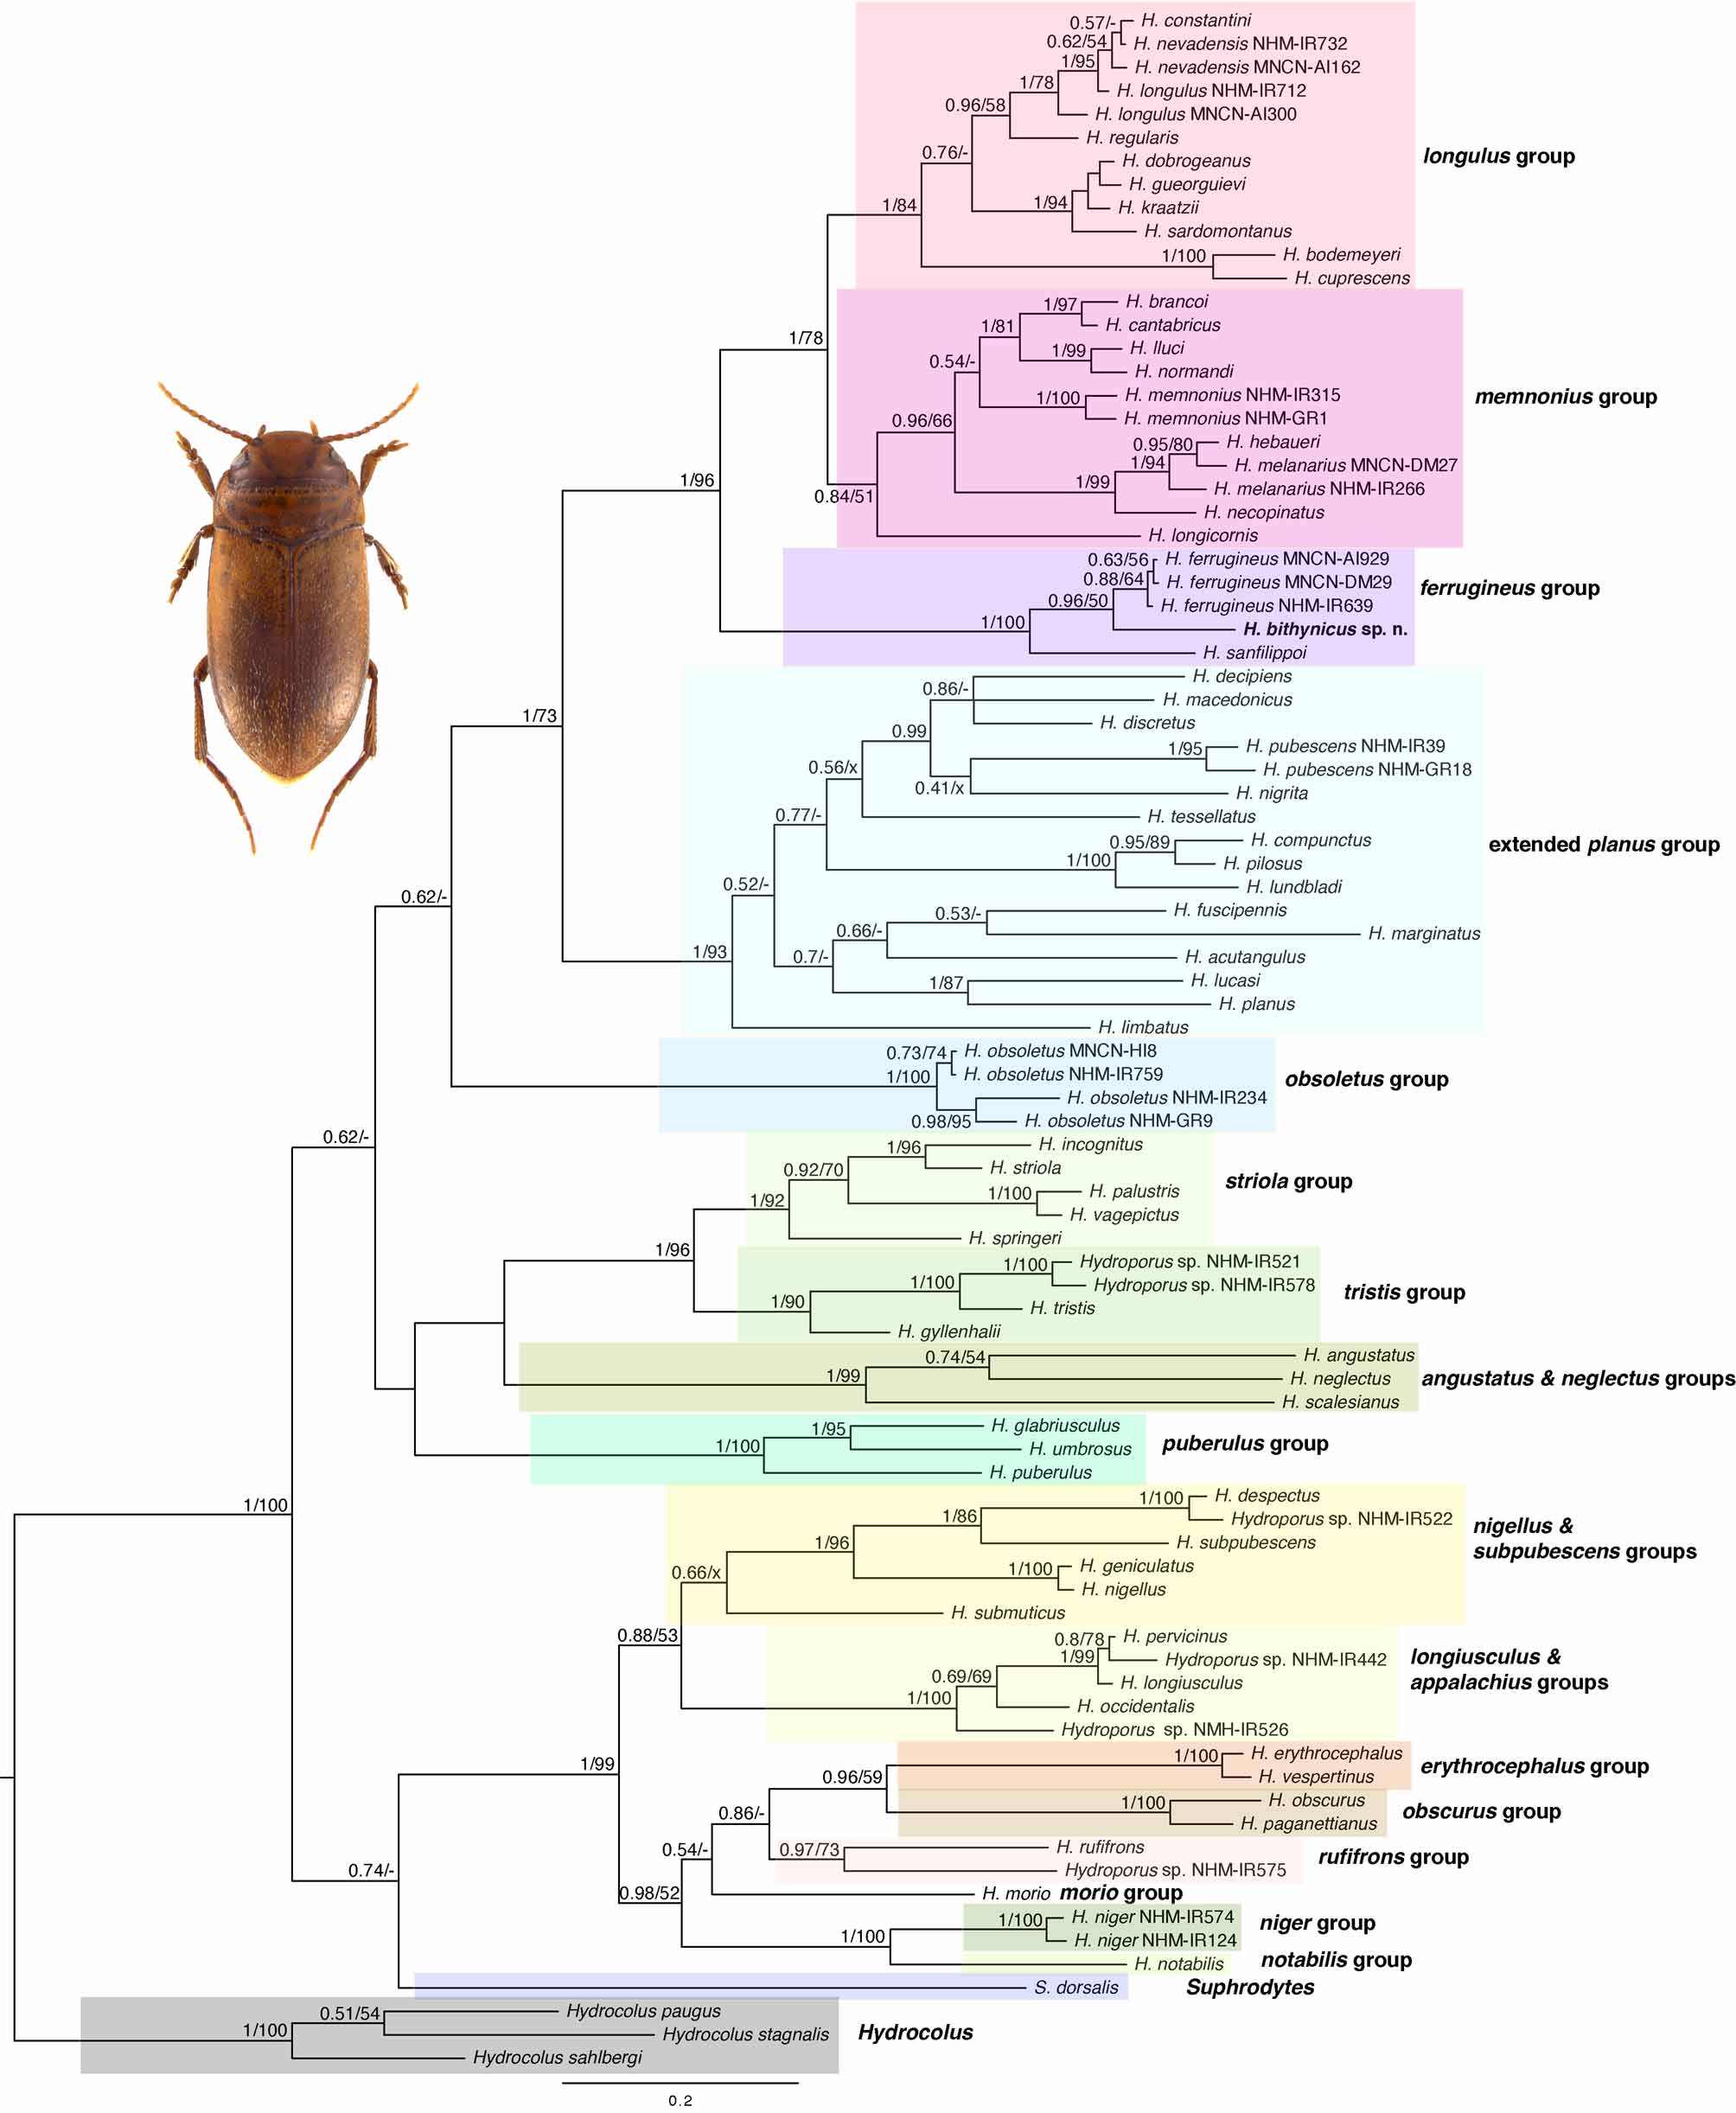 0.57/- H. constantini
0.62/54 H. nevadensis NHM-IR732
1/95 H. nevadensis MNCN-AI162
1/78 H. longulus NHM-IR712
0.96/58 H. longulus MNCN-AI300
H. regularis
0.76/- H. dobrogeanus
longulus group
H. gueorguievi
1/84 1/94 H. kraatzii
H. sardomontanus
1/100 H. bodemeyeri
H. cuprescens
1/97 H. brancoi
1/81 H. cantabricus
1/78 1/99 H. lluci
0.54/- H. normandi
1/100 H. memnonius NHM-IR315
memnonius group
0.96/66 H. memnonius NHM-GR1
0.95/80 H. hebaueri
1/94 H. melanarius MNCN-DM27
1/96 1/99 H. melanarius NHM-IR266
0.84/51 H. necopinatus
H. longicornis
0.63/56 H. ferrugineus MNCN-AI929
0.88/64 H. ferrugineus MNCN-DM29
ferrugineus group
0.96/50 H. ferrugineus NHM-IR639
1/100 H. bithynicus sp. n.
H. sanfilippoi
0.86/- H. decipiens
H. macedonicus
1/73 0.99 H. discretus
1/95 H. pubescens NHM-IR39
0.56/x H. pubescens NHM-GR18
0.41/x H. nigrita
0.77/- H. tessellatus
0.95/89 H. compunctus
extended planus group
1/100 H. pilosus
0.52/- H. lundbladi
0.62/- 0.53/- H. fuscipennis
0.66/- H. marginatus
1/93 0.7/- H. acutangulus
1/87 H. lucasi
H. planus
H. limbatus
0.73/74 H. obsoletus MNCN-HI8
1/100 H. obsoletus NHM-IR759
obsoletus group
H. obsoletus NHM-IR234
0.98/95 H. obsoletus NHM-GR9
0.62/- 1/96 H. incognitus
0.92/70 H. striola
striola group
1/100 H. palustris
1/92 H. vagepictus
H. springeri
1/96 1/100 Hydroporus sp. NHM-IR521
1/100 Hydroporus sp. NHM-IR578
tristis group
1/90 H. tristis
H. gyllenhalii
0.74/54 H. angustatus
1/99 H. neglectus
angustatus & neglectus groups
H. scalesianus
1/95 H. glabriusculus
1/100 H. umbrosus
puberulus group
H. puberulus
1/100 1/100 H. despectus
1/86 Hydroporus sp. NHM-IR522
nigellus &
subpubescens groups
1/96 H. subpubescens
1/100 H. geniculatus
0.66/x H. nigellus
H. submuticus
0.88/53 0.8/78 H. pervicinus
1/99 Hydroporus sp. NHM-IR442
longiusculus &
appalachius groups
0.69/69 H. longiusculus
1/100 H. occidentalis
Hydroporus sp. NMH-IR526
1/99 1/100 H. erythrocephalus
erythrocephalus group
0.96/59 H. vespertinus
1/100 H. obscurus
obscurus group
0.86/- H. paganettianus
0.54/- 0.97/73 H. rufifrons
rufifrons group
0.74/- Hydroporus sp. NHM-IR575
0.98/52 H. morio morio group
1/100 H. niger NHM-IR574
niger group
1/100 H. niger NHM-IR124
H. notabilis notabilis group
S. dorsalis Suphrodytes
0.51/54 Hydrocolus paugus
1/100 Hydrocolus stagnalis Hydrocolus
Hydrocolus sahlbergi
0.2